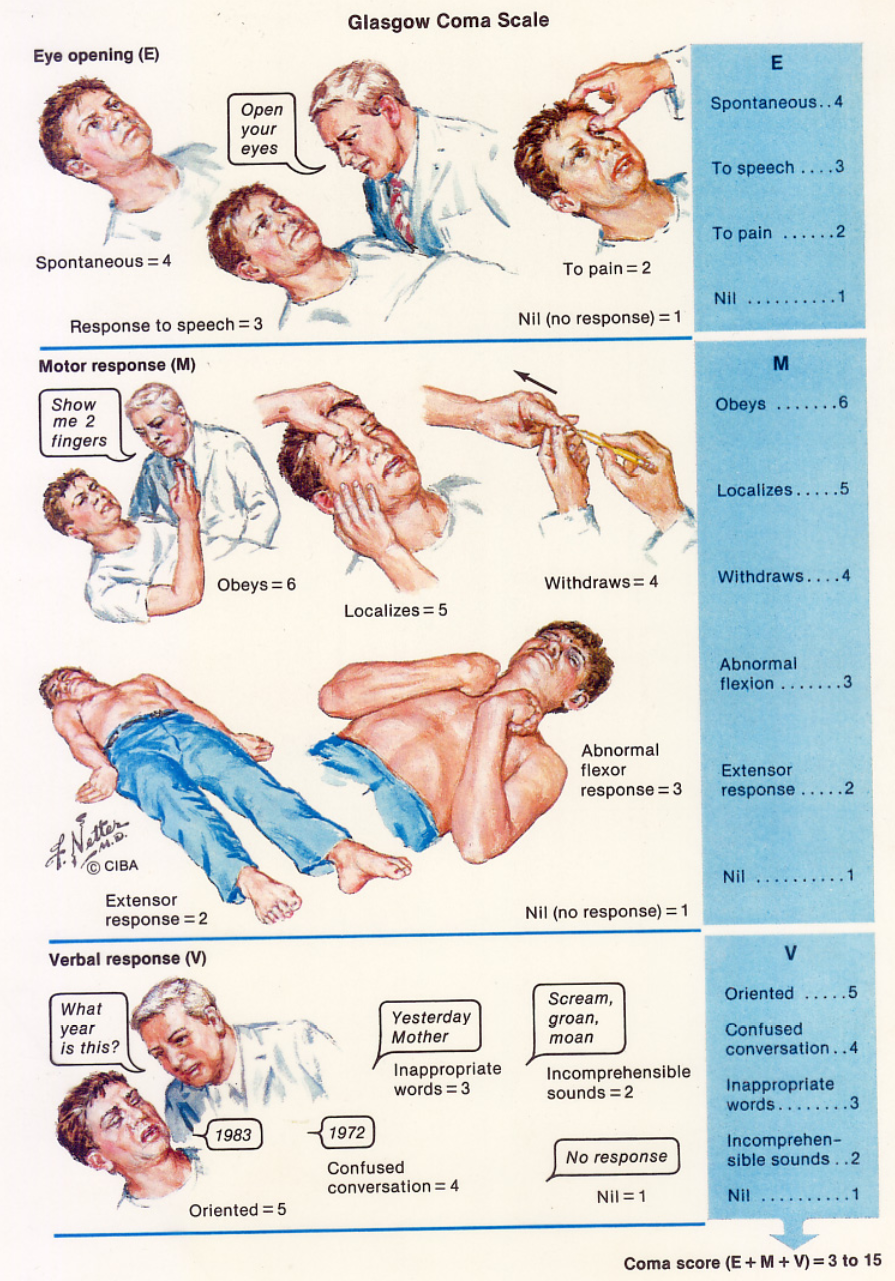 Glasgow Coma Scale
Eye opening (E)
Open
your
eyes
Spontaneous = 4
Response to speech = 3
To pain = 2
Nil (no response) = 1
E
Spontaneous..4
To speech ....3
To pain ......2
Nil ..........1
Motor response (M)
Show
me 2
fingers
Obeys = 6
Localizes = 5
Withdraws = 4
Extensor
response = 2
Abnormal
flexor
response = 3
Nil (no response) = 1
F. Netter
M.D.
© CIBA
M
Obeys .......6
Localizes.....5
Withdraws....4
Abnormal
flexion .......3
Extensor
response .....2
Nil ..........1
Verbal response (V)
What
year
is this?
1983
Oriented = 5
1972
Confused
conversation = 4
Yesterday
Mother
Inappropriate
words = 3
Scream,
groan,
moan
Incomprehensible
sounds = 2
No response
Nil = 1
V
Oriented .....5
Confused
conversation ..4
Inappropriate
words........3
Incomprehen-
sible sounds ..2
Nil ..........1
Coma score (E + M + V) = 3 to 15